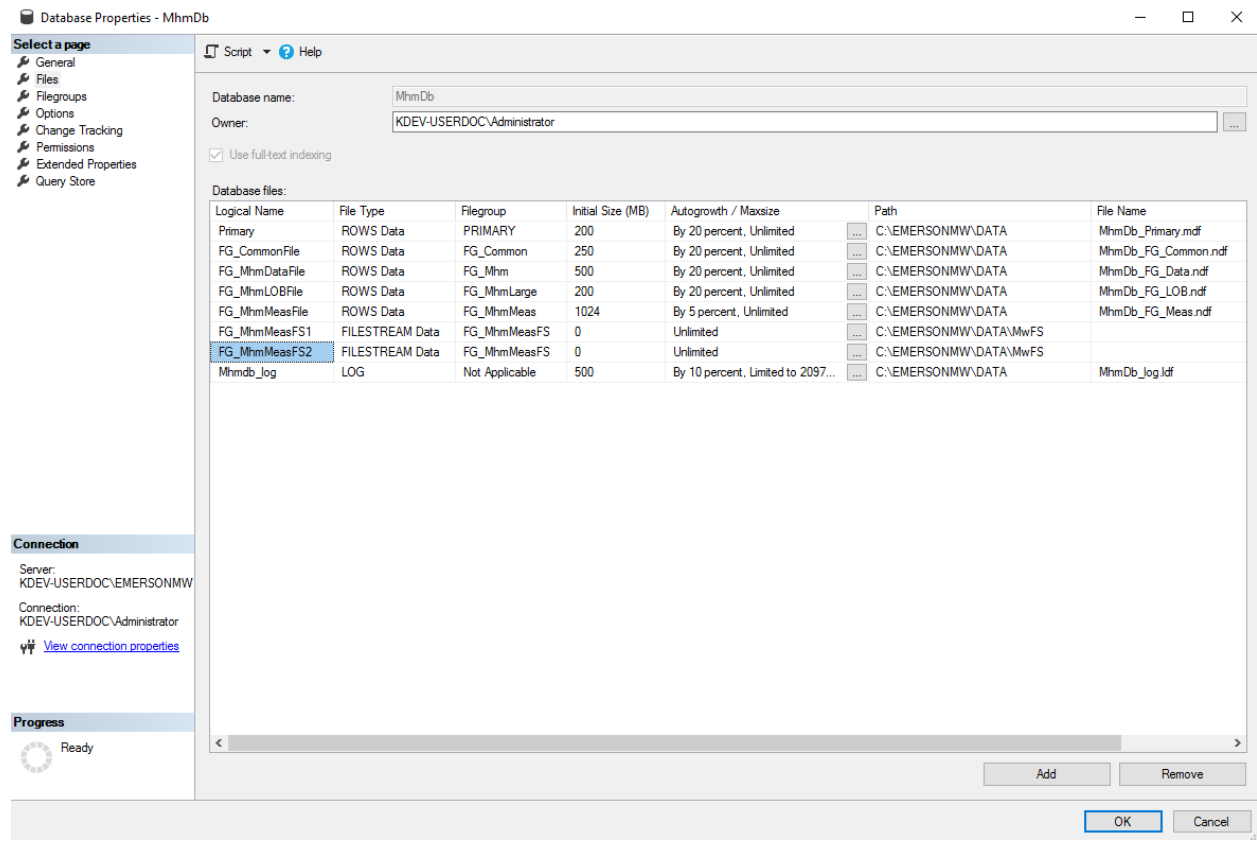 Database Properties - MhmDb
Select a page
General
Files
Filegroups
Options
Change Tracking
Permissions
Extended Properties
Query Store
Connection
Server:
KDEV-USERDOC\EMERSONMW
Connection:
KDEV-USERDOC\Administrator
View connection properties
Progress
Ready
Script Help
Database name: MhmDb
Owner: KDEV-USERDOC\Administrator ...
Use full-text indexing
Database files:
Logical Name File Type Filegroup Initial Size (MB) Autogrowth / Maxsize Path File Name
Primary ROWS Data PRIMARY 200 By 20 percent, Unlimited ... C:\EMERSONMW\DATA MhmDb_Primary.mdf
FG_CommonFile ROWS Data FG_Common 250 By 20 percent, Unlimited ... C:\EMERSONMW\DATA MhmDb_FG_Common.ndf
FG_MhmDataFile ROWS Data FG_Mhm 500 By 20 percent, Unlimited ... C:\EMERSONMW\DATA MhmDb_FG_Data.ndf
FG_MhmLOBFile ROWS Data FG_MhmLarge 200 By 20 percent, Unlimited ... C:\EMERSONMW\DATA MhmDb_FG_LOB.ndf
FG_MhmMeasFile ROWS Data FG_MhmMeas 1024 By 5 percent, Unlimited ... C:\EMERSONMW\DATA MhmDb_FG_Meas.ndf
FG_MhmMeasFS1 FILESTREAM Data FG_MhmMeasFS 0 Unlimited ... C:\EMERSONMW\DATA\MwFS
FG_MhmMeasFS2 FILESTREAM Data FG_MhmMeasFS 0 Unlimited ... C:\EMERSONMW\DATA\MwFS
Mhmdb_log LOG Not Applicable 500 By 10 percent, Limited to 2097... ... C:\EMERSONMW\DATA MhmDb_log.ldf
Add Remove
OK Cancel